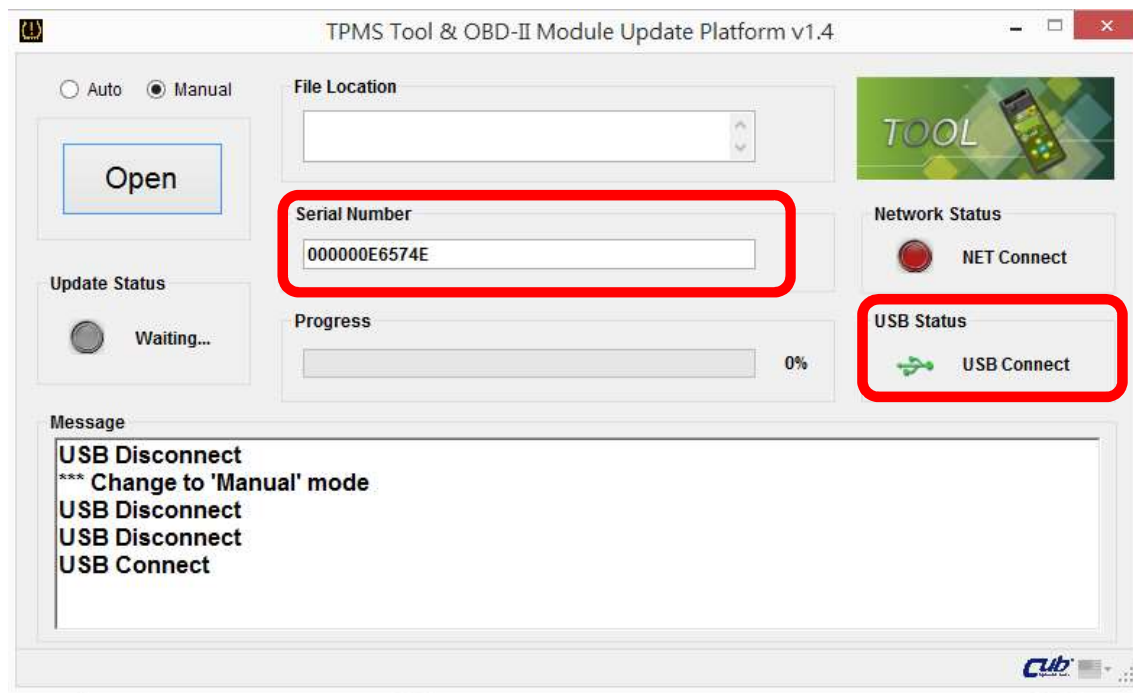 TPMS Tool & OBD-II Module Update Platform v1.4
Auto
Manual
File Location
TOOL
Open
Serial Number
000000E6574E
Network Status
NET Connect
Update Status
Waiting...
Progress
0%
USB Status
USB Connect
Message
USB Disconnect
*** Change to 'Manual' mode
USB Disconnect
USB Disconnect
USB Connect
Cub